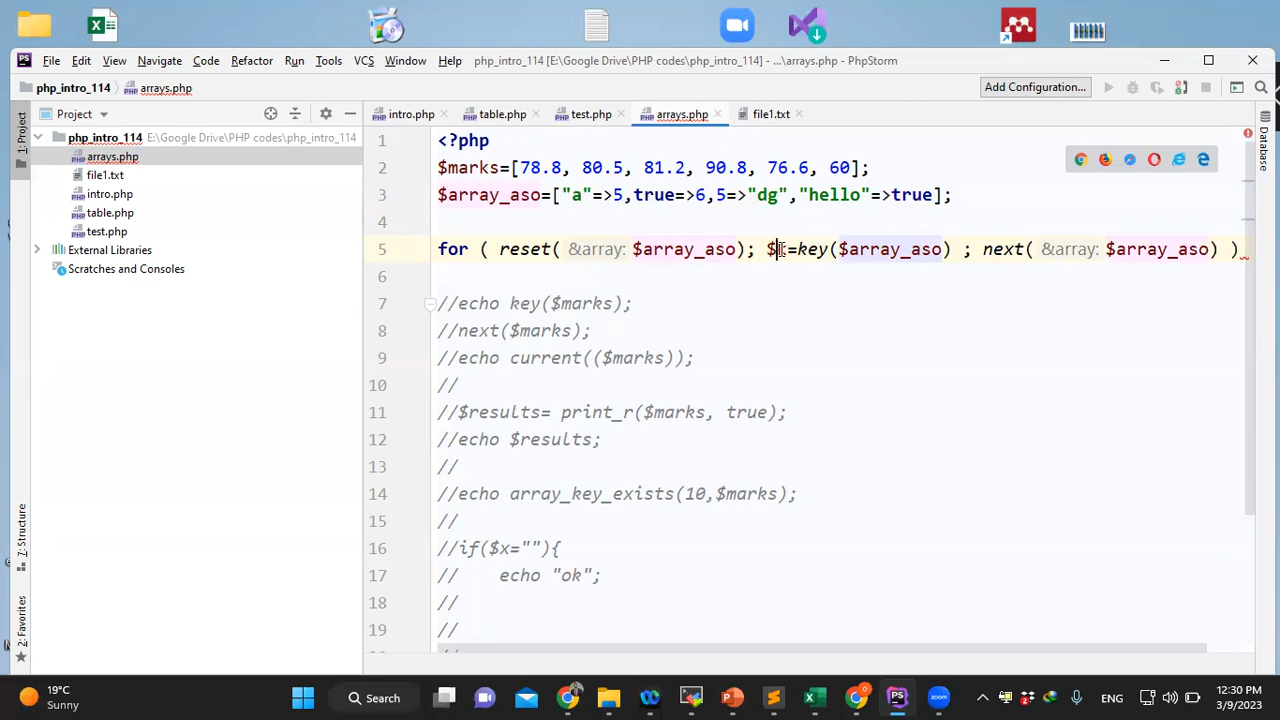 File Edit View Navigate Code Refactor Run Tools VCS Window Help php_intro_114 [E:\Google Drive\PHP codes\php_intro_114] - ...\arrays.php - PhpStorm
php_intro_114 arrays.php Add Configuration...
Project intro.php table.php test.php arrays.php file1.txt
1: Project
Database
php_intro_114 E:\Google Drive\PHP codes\php_intro_114
arrays.php
file1.txt
intro.php
table.php
test.php
External Libraries
Scratches and Consoles
1 <?php
2 $marks=[78.8, 80.5, 81.2, 90.8, 76.6, 60];
3 $array_aso=["a"=>5,true=>6,5=>"dg","hello"=>true];
4
5 for ( reset( &array: $array_aso); $i=key($array_aso) ; next( &array: $array_aso) )
6
7 //echo key($marks);
8 //next($marks);
9 //echo current(($marks));
10 //
11 //$results= print_r($marks, true);
12 //echo $results;
13 //
14 //echo array_key_exists(10,$marks);
15 //
16 //if($x=""){
17 //    echo "ok";
18 //
19 //
7: Structure
2: Favorites
19°C
Sunny
Search
ENG
12:30 PM
3/9/2023